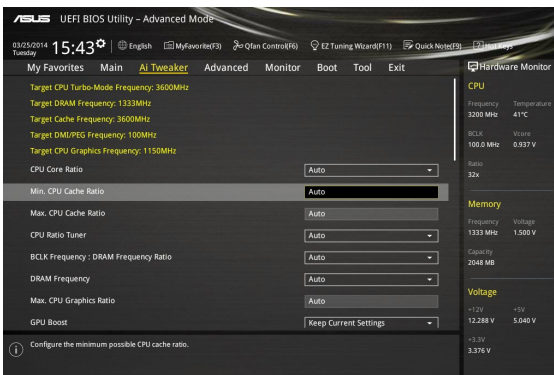 ASUS UEFI BIOS Utility – Advanced Mode
03/25/2014
Tuesday
15:43
English
MyFavorite(F3)
Qfan Control(F6)
EZ Tuning Wizard(F11)
Quick Note(F9)
Hot Keys
My Favorites
Main
Ai Tweaker
Advanced
Monitor
Boot
Tool
Exit
Target CPU Turbo-Mode Frequency: 3600MHz
Target DRAM Frequency: 1333MHz
Target Cache Frequency: 3600MHz
Target DMI/PEG Frequency: 100MHz
Target CPU Graphics Frequency: 1150MHz
CPU Core Ratio Auto
Min. CPU Cache Ratio Auto
Max. CPU Cache Ratio Auto
CPU Ratio Tuner Auto
BCLK Frequency : DRAM Frequency Ratio Auto
DRAM Frequency Auto
Max. CPU Graphics Ratio Auto
GPU Boost Keep Current Settings
Configure the minimum possible CPU cache ratio.
Hardware Monitor
CPU
Frequency Temperature
3200 MHz 41°C
BCLK Vcore
100.0 MHz 0.937 V
Ratio
32x
Memory
Frequency Voltage
1333 MHz 1.500 V
Capacity
2048 MB
Voltage
+12V +5V
12.288 V 5.040 V
+3.3V
3.376 V